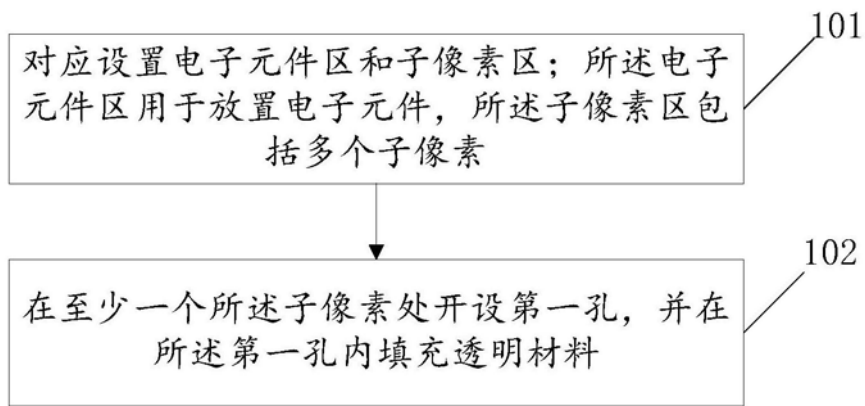 101
对应设置电子元件区和子像素区；所述电子
元件区用于放置电子元件，所述子像素区包
括多个子像素
102
在至少一个所述子像素处开设第一孔，并在
所述第一孔内填充透明材料